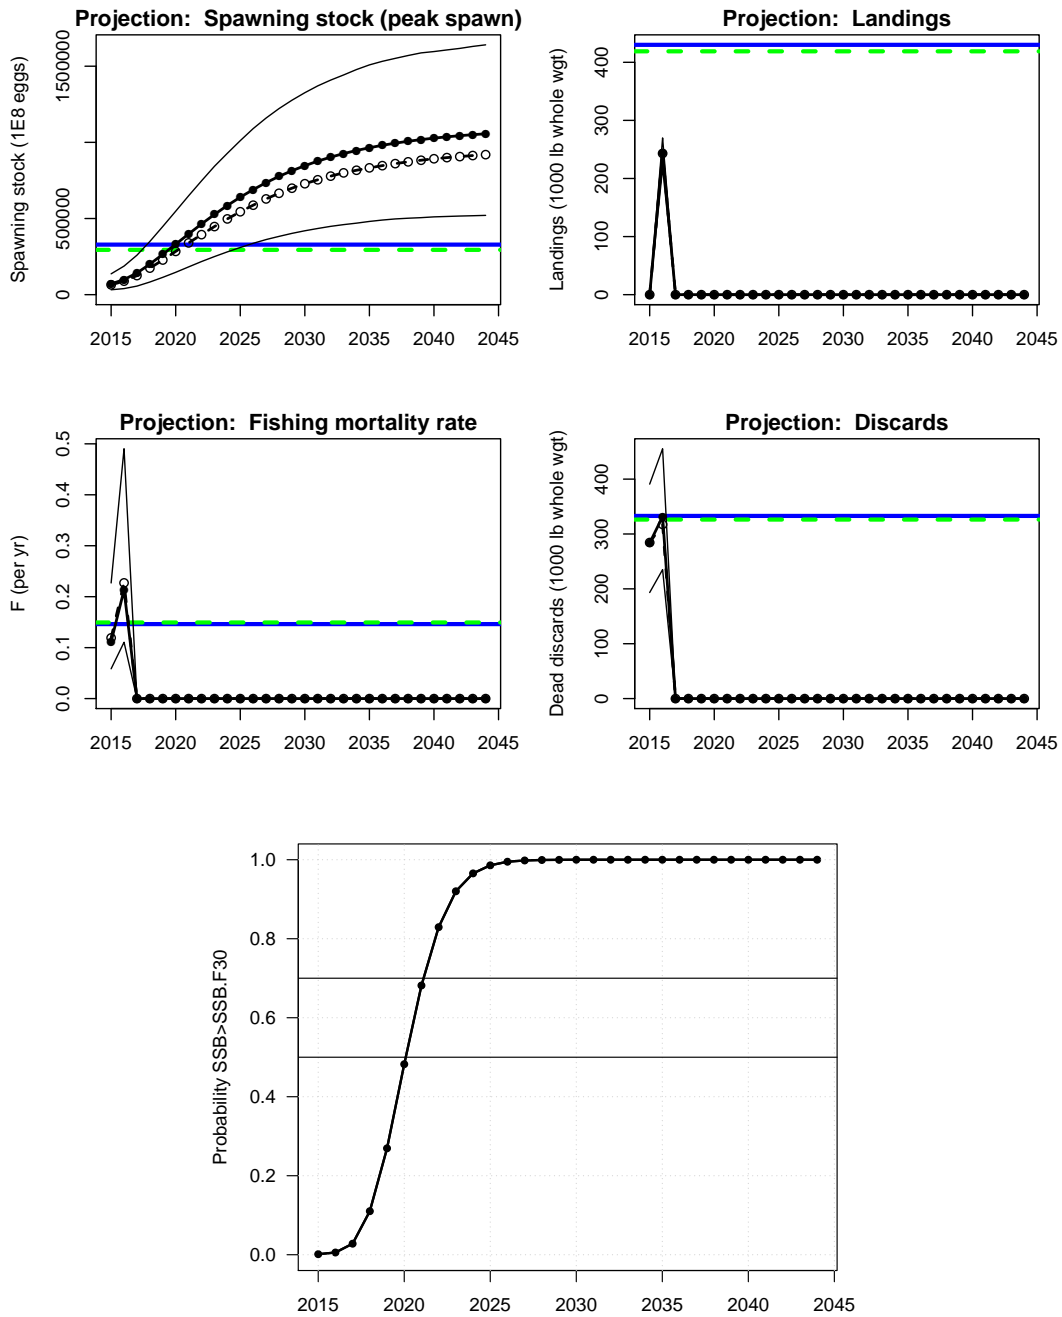 Projection: Spawning stock (peak spawn)
Spawning stock (1E8 eggs)
0 500000 1500000
2015 2020 2025 2030 2035 2040 2045
Projection: Landings
Landings (1000 lb whole wgt)
0 100 200 300 400
2015 2020 2025 2030 2035 2040 2045
Projection: Fishing mortality rate
F (per yr)
0.0 0.1 0.2 0.3 0.4 0.5
2015 2020 2025 2030 2035 2040 2045
Projection: Discards
Dead discards (1000 lb whole wgt)
0 100 200 300 400
2015 2020 2025 2030 2035 2040 2045
Probability SSB>SSB.F30
1.0
0.8
0.6
0.4
0.2
0.0
2015 2020 2025 2030 2035 2040 2045